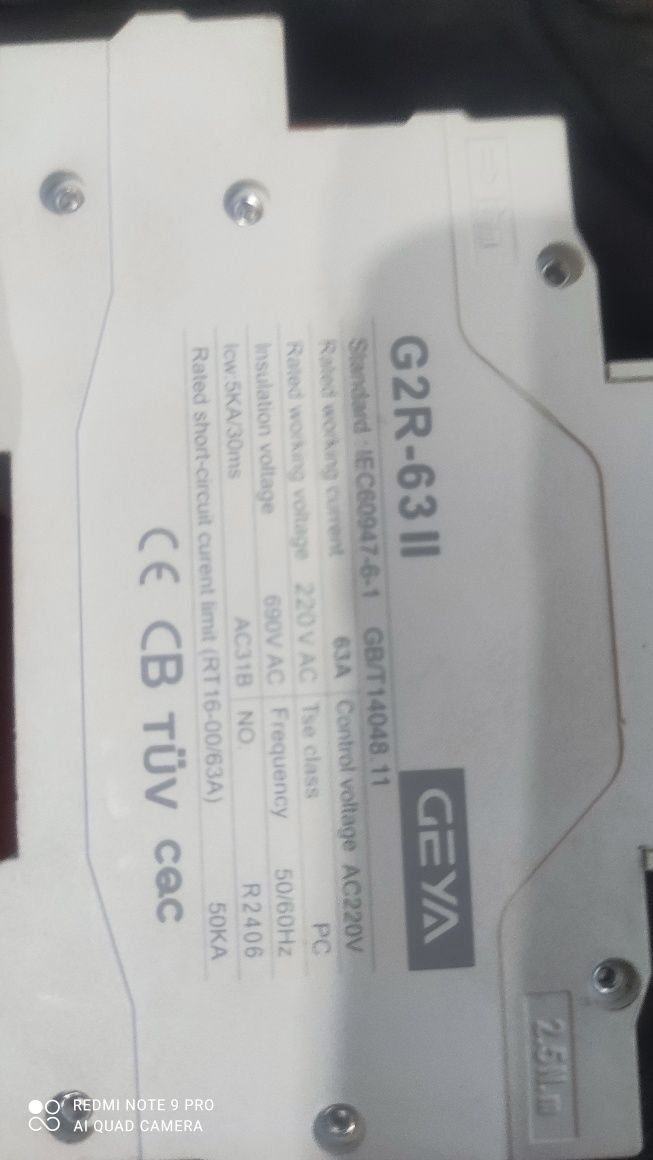 G2R-63 II
GEYA
Standard : IEC60947-6-1 GB/T14048.11
Rated working current 63A Control voltage AC220V
Rated working voltage 220 V AC Tse class PC
Insulation voltage 690V AC Frequency 50/60Hz
Icw:5KA/30ms AC31B NO. R2406
Rated short-circuit curent limit (RT16-00/63A) 50KA
CE CB TÜV cqc
2.5N.m
REDMI NOTE 9 PRO
AI QUAD CAMERA